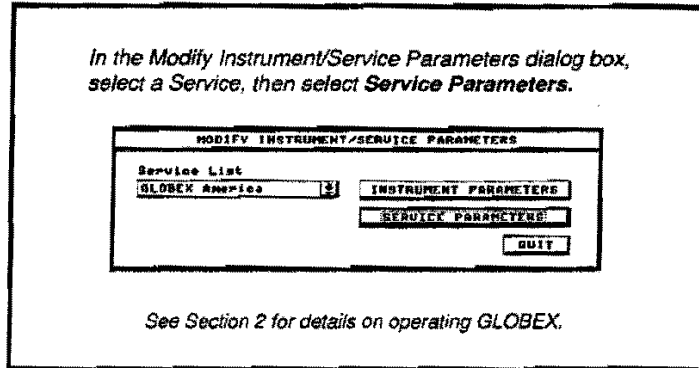 In the Modify Instrument/Service Parameters dialog box,
select a Service, then select Service Parameters.
MODIFY INSTRUMENT/SERVICE PARAMETERS
Service List
GLOBEX America
INSTRUMENT PARAMETERS
SERVICE PARAMETERS
QUIT
See Section 2 for details on operating GLOBEX.